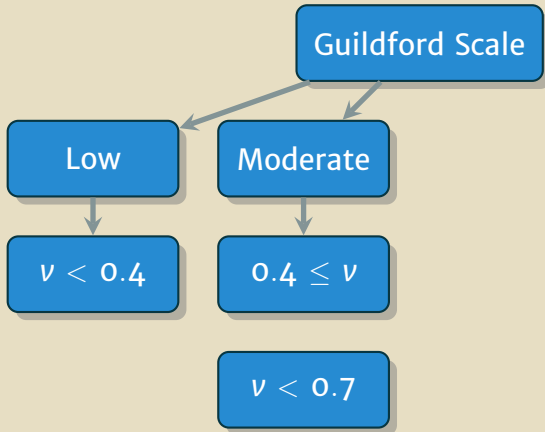 Guildford Scale
Low
Moderate
ν < 0.4
0.4 ≤ ν
ν < 0.7